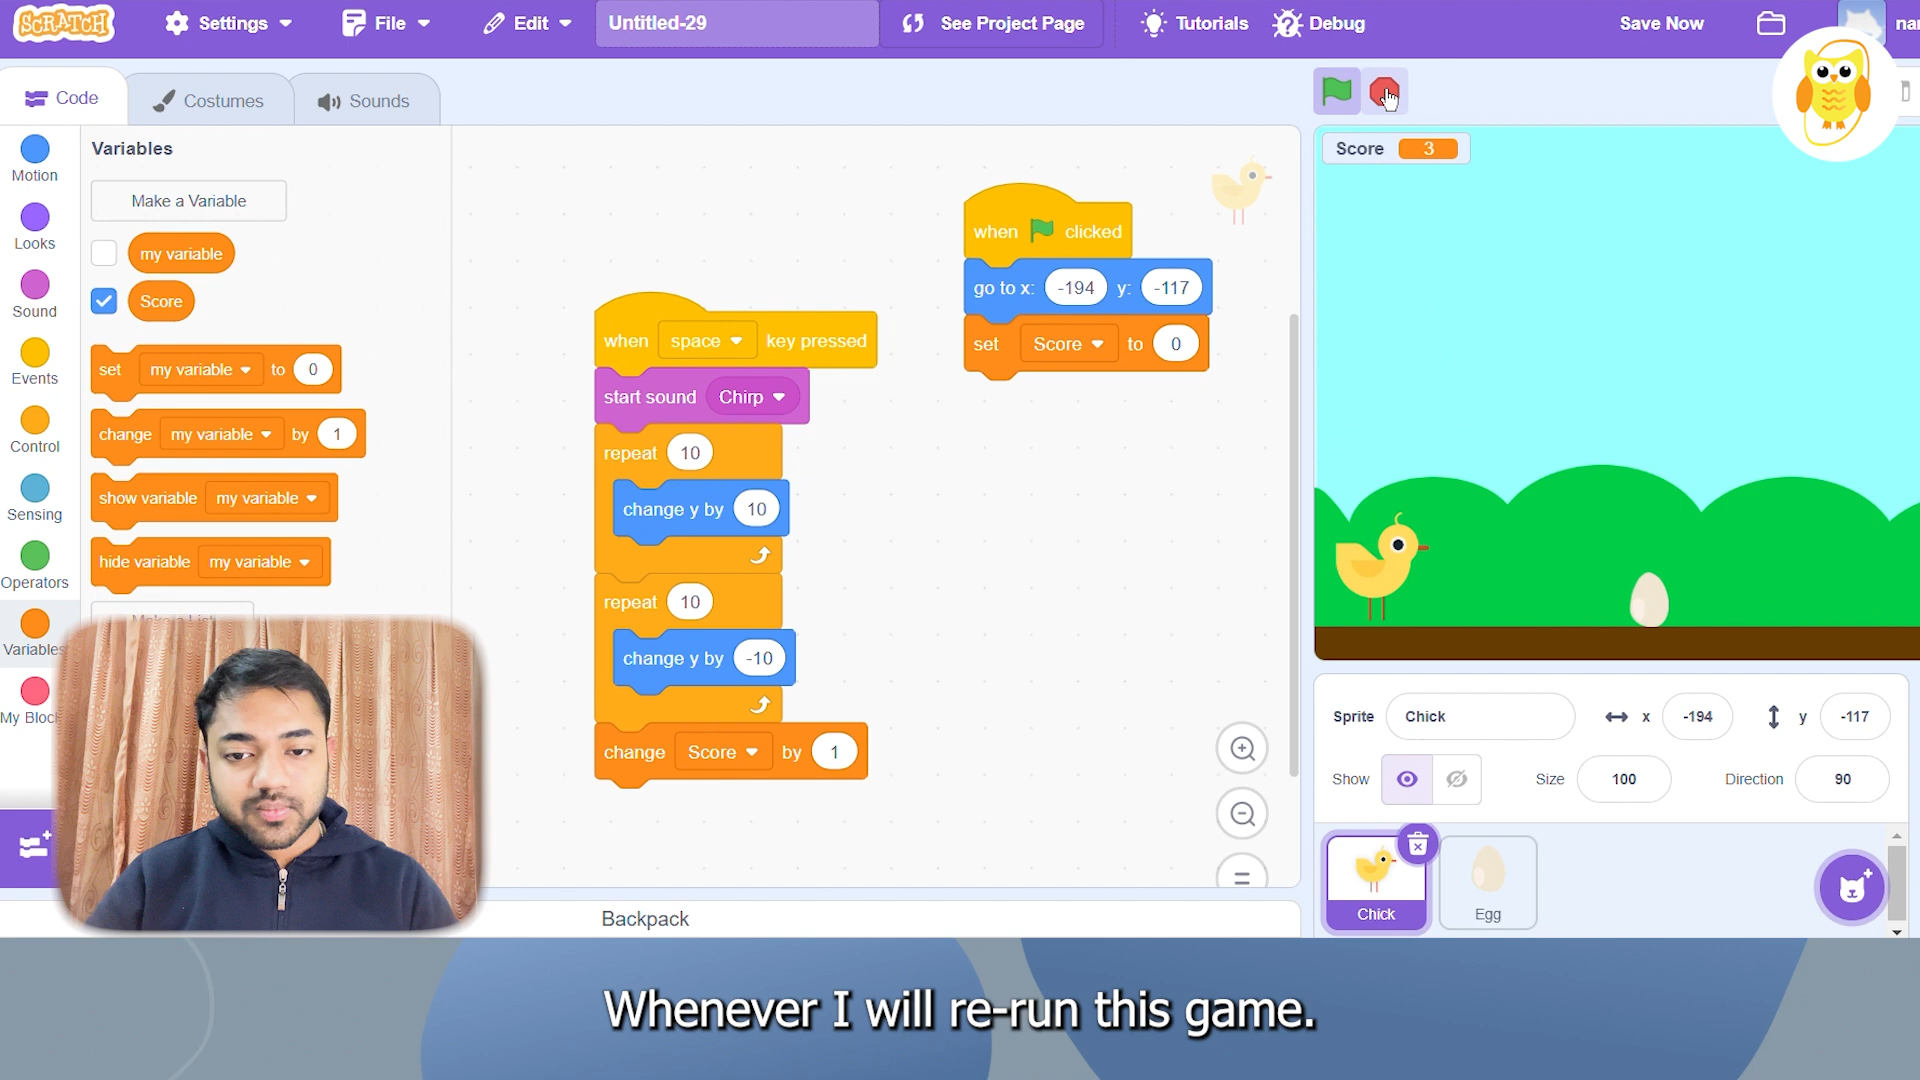 SCRATCH
Settings
File
Edit
Untitled-29
See Project Page
Tutorials
Debug
Save Now
Code
Costumes
Sounds
Motion
Looks
Sound
Events
Control
Sensing
Operators
Variables
Variables
Make a Variable
my variable
Score
set my variable to 0
change my variable by 1
show variable my variable
hide variable my variable
when space key pressed
start sound Chirp
repeat 10
change y by 10
repeat 10
change y by -10
change Score by 1
when clicked
go to x: -194 y: -117
set Score to 0
Score 3
Sprite Chick x -194 y -117
Show Size 100 Direction 90
Chick
Egg
Backpack
Whenever I will re-run this game.